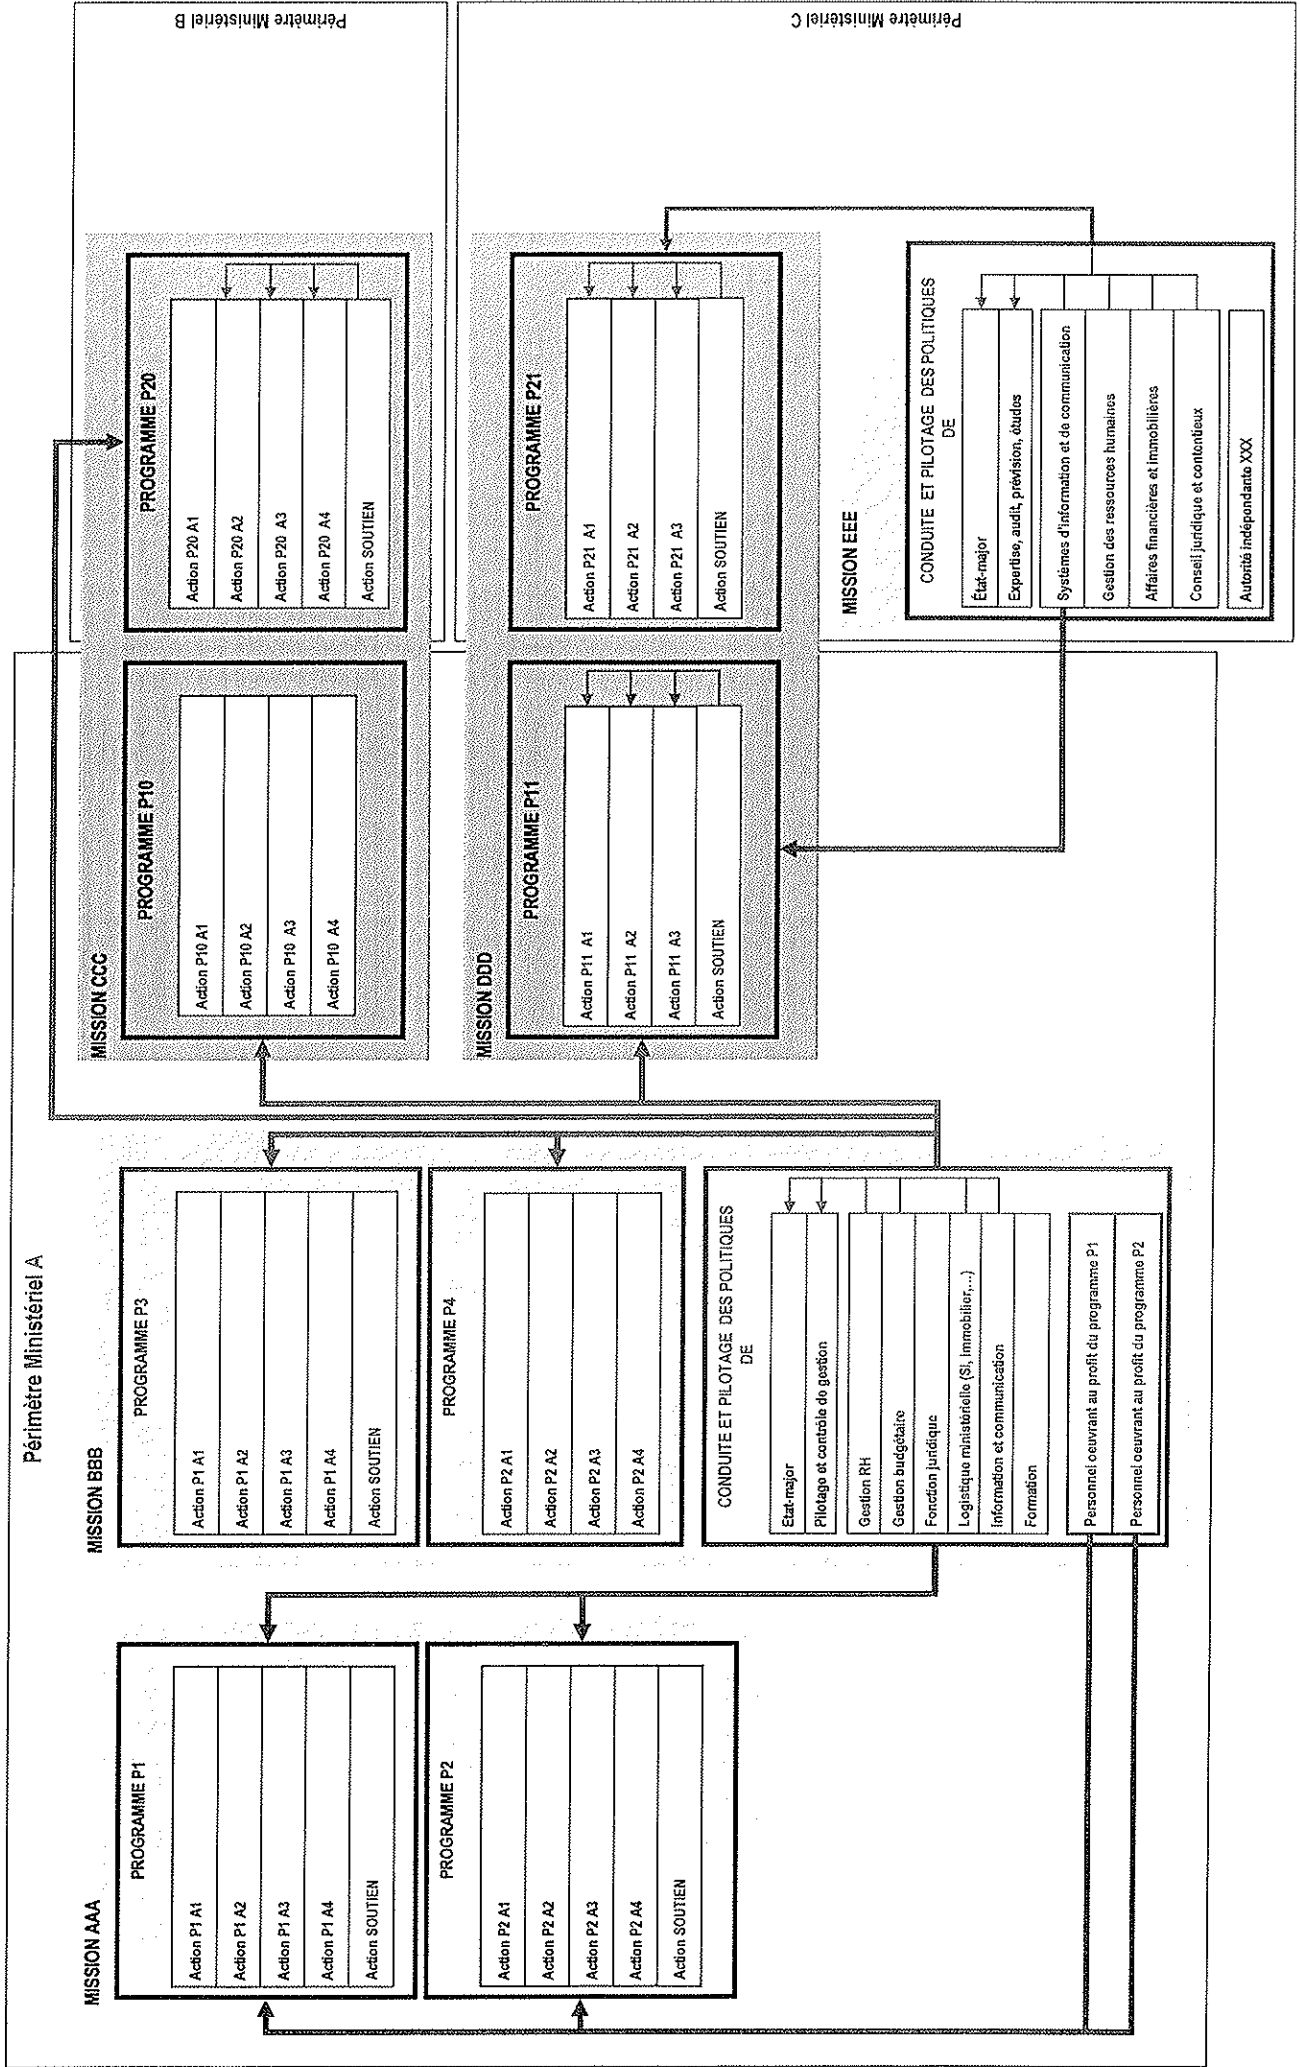 Périmètre Ministériel A
MISSION AAA
PROGRAMME P1
Action P1 A1
Action P1 A2
Action P1 A3
Action P1 A4
Action SOUTIEN
PROGRAMME P2
Action P2 A1
Action P2 A2
Action P2 A3
Action P2 A4
Action SOUTIEN
MISSION BBB
PROGRAMME P3
Action P1 A1
Action P1 A2
Action P1 A3
Action P1 A4
Action SOUTIEN
PROGRAMME P4
Action P2 A1
Action P2 A2
Action P2 A3
Action P2 A4
CONDUITE ET PILOTAGE DES POLITIQUES
DE
Etat-major
Pilotage et contrôle de gestion
Gestion RH
Gestion budgétaire
Fonction juridique
Logistique ministérielle (SI, immobilier,...)
Information et communication
Formation
Personnel oeuvrant au profit du programme P1
Personnel oeuvrant au profit du programme P2
MISSION CCC
PROGRAMME P10
Action P10 A1
Action P10 A2
Action P10 A3
Action P10 A4
PROGRAMME P20
Action P20 A1
Action P20 A2
Action P20 A3
Action P20 A4
Action SOUTIEN
Périmètre Ministériel B
MISSION DDD
PROGRAMME P11
Action P11 A1
Action P11 A2
Action P11 A3
Action SOUTIEN
PROGRAMME P21
Action P21 A1
Action P21 A2
Action P21 A3
Action SOUTIEN
Périmètre Ministériel C
MISSION EEE
CONDUITE ET PILOTAGE DES POLITIQUES
DE
Etat-major
Expertise, audit, prévision, études
Systèmes d'information et de communication
Gestion des ressources humaines
Affaires financières et immobilières
Conseil juridique et contentieux
Autorité indépendante XXX